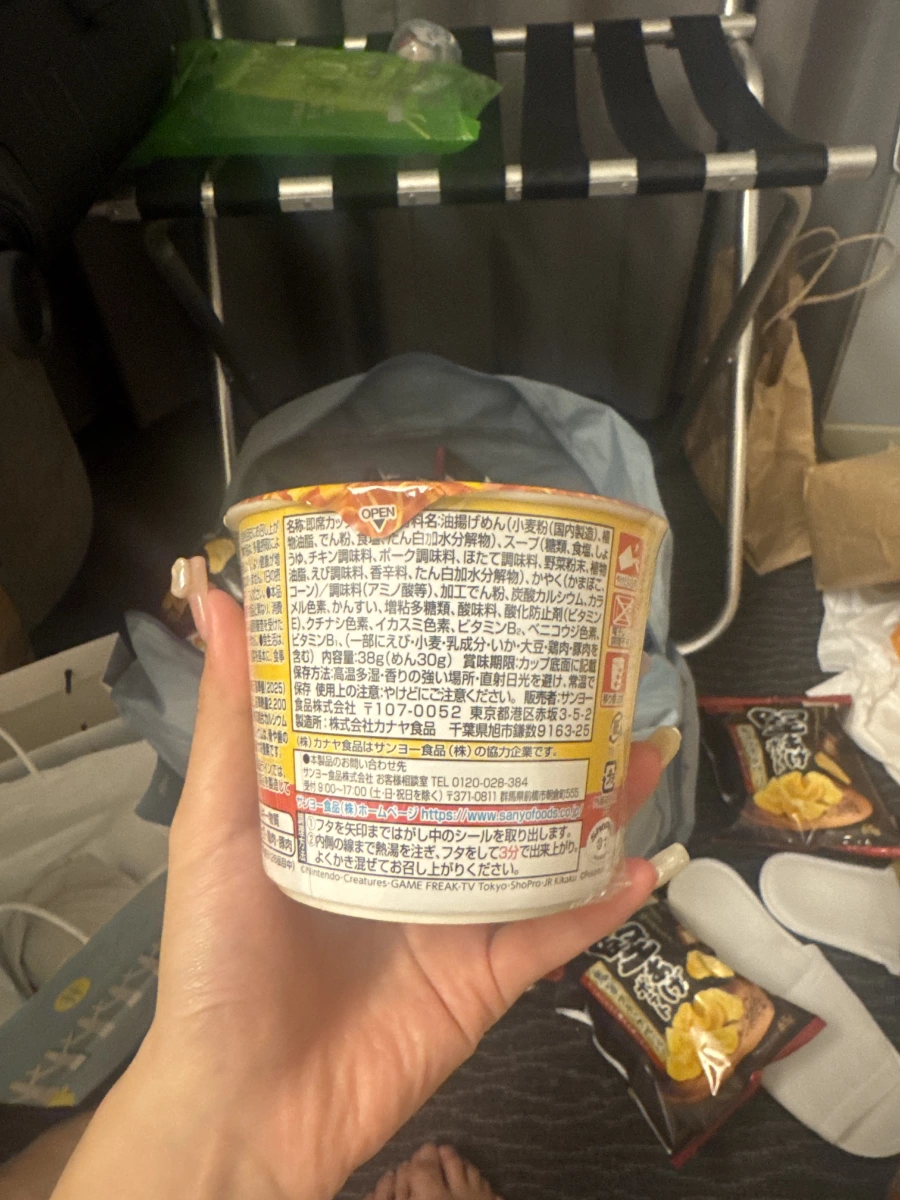 OPEN
名称:即席カッ
料名:油揚げめん(小麦粉(国内製造)、植
物油脂、でん粉、食塩、たん白加水分解物)、スープ(糖類、食塩、しょ
うゆ、チキン調味料、ポーク調味料、ほたて調味料、野菜粉末、植物
油脂、えび調味料、香辛料、たん白加水分解物)、かやく(かまぼこ、
コーン)/調味料(アミノ酸等)、加工でん粉、炭酸カルシウム、カラ
メル色素、かんすい、増粘多糖類、酸味料、酸化防止剤(ビタミン
E)、クチナシ色素、イカスミ色素、ビタミンB₂、ベニコウジ色素、
ビタミンB₁、(一部にえび・小麦・乳成分・いか・大豆・鶏肉・豚肉を
含む) 内容量:38g(めん30g) 賞味期限:カップ底面に記載
保存方法:高温多湿・香りの強い場所・直射日光を避け、常温で
保存 使用上の注意:やけどにご注意ください。 販売者:サンヨー
食品株式会社 〒107-0052 東京都港区赤坂3-5-2
製造所:株式会社カナヤ食品 千葉県旭市鎌数9163-25
(株)カナヤ食品はサンヨー食品(株)の協力企業です。
●本製品のお問い合わせ先
サンヨー食品株式会社 お客様相談室 TEL 0120-028-384
受付 9:00~17:00 (土・日・祝日を除く) 〒371-0811 群馬県前橋市朝倉町555
サンヨー食品(株)ホームページ https://www.sanyofoods.co.jp
調理方法
①フタを矢印まではがし中のシールを取り出します。
②内側の線まで熱湯を注ぎ、フタをして3分で出来上がり。
よくかき混ぜてお召し上がりください。
©Nintendo・Creatures・GAME FREAK・TV Tokyo・ShoPro・JR Kikaku